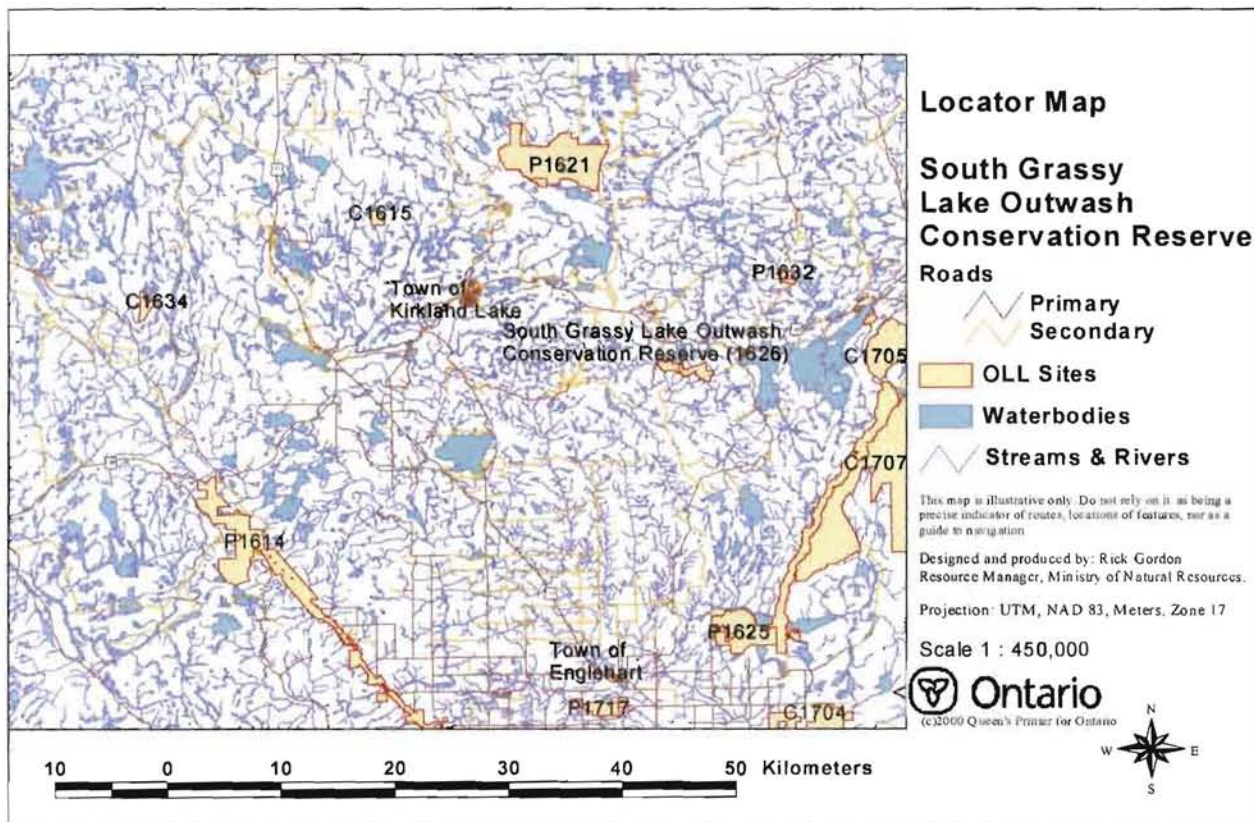 Locator Map
South Grassy
Lake Outwash
Conservation Reserve
Roads
Primary
Secondary
OLL Sites
Waterbodies
Streams & Rivers
This map is illustrative only. Do not rely on it as being a
precise indicator of routes, locations of features, nor as a
guide to navigation
Designed and produced by: Rick Gordon
Resource Manager, Ministry of Natural Resources.
Projection: UTM, NAD 83, Meters, Zone 17
Scale 1 : 450,000
Ontario
(c)2000 Queen's Printer for Ontario
N
W E
S
P1621
C1615
P1632
C1634
Town of
Kirkland Lake
South Grassy Lake Outwash
Conservation Reserve (1626)
C1705
C1707
P1614
P1625
Town of
Englehart
P1717
C1704
10 0 10 20 30 40 50 Kilometers